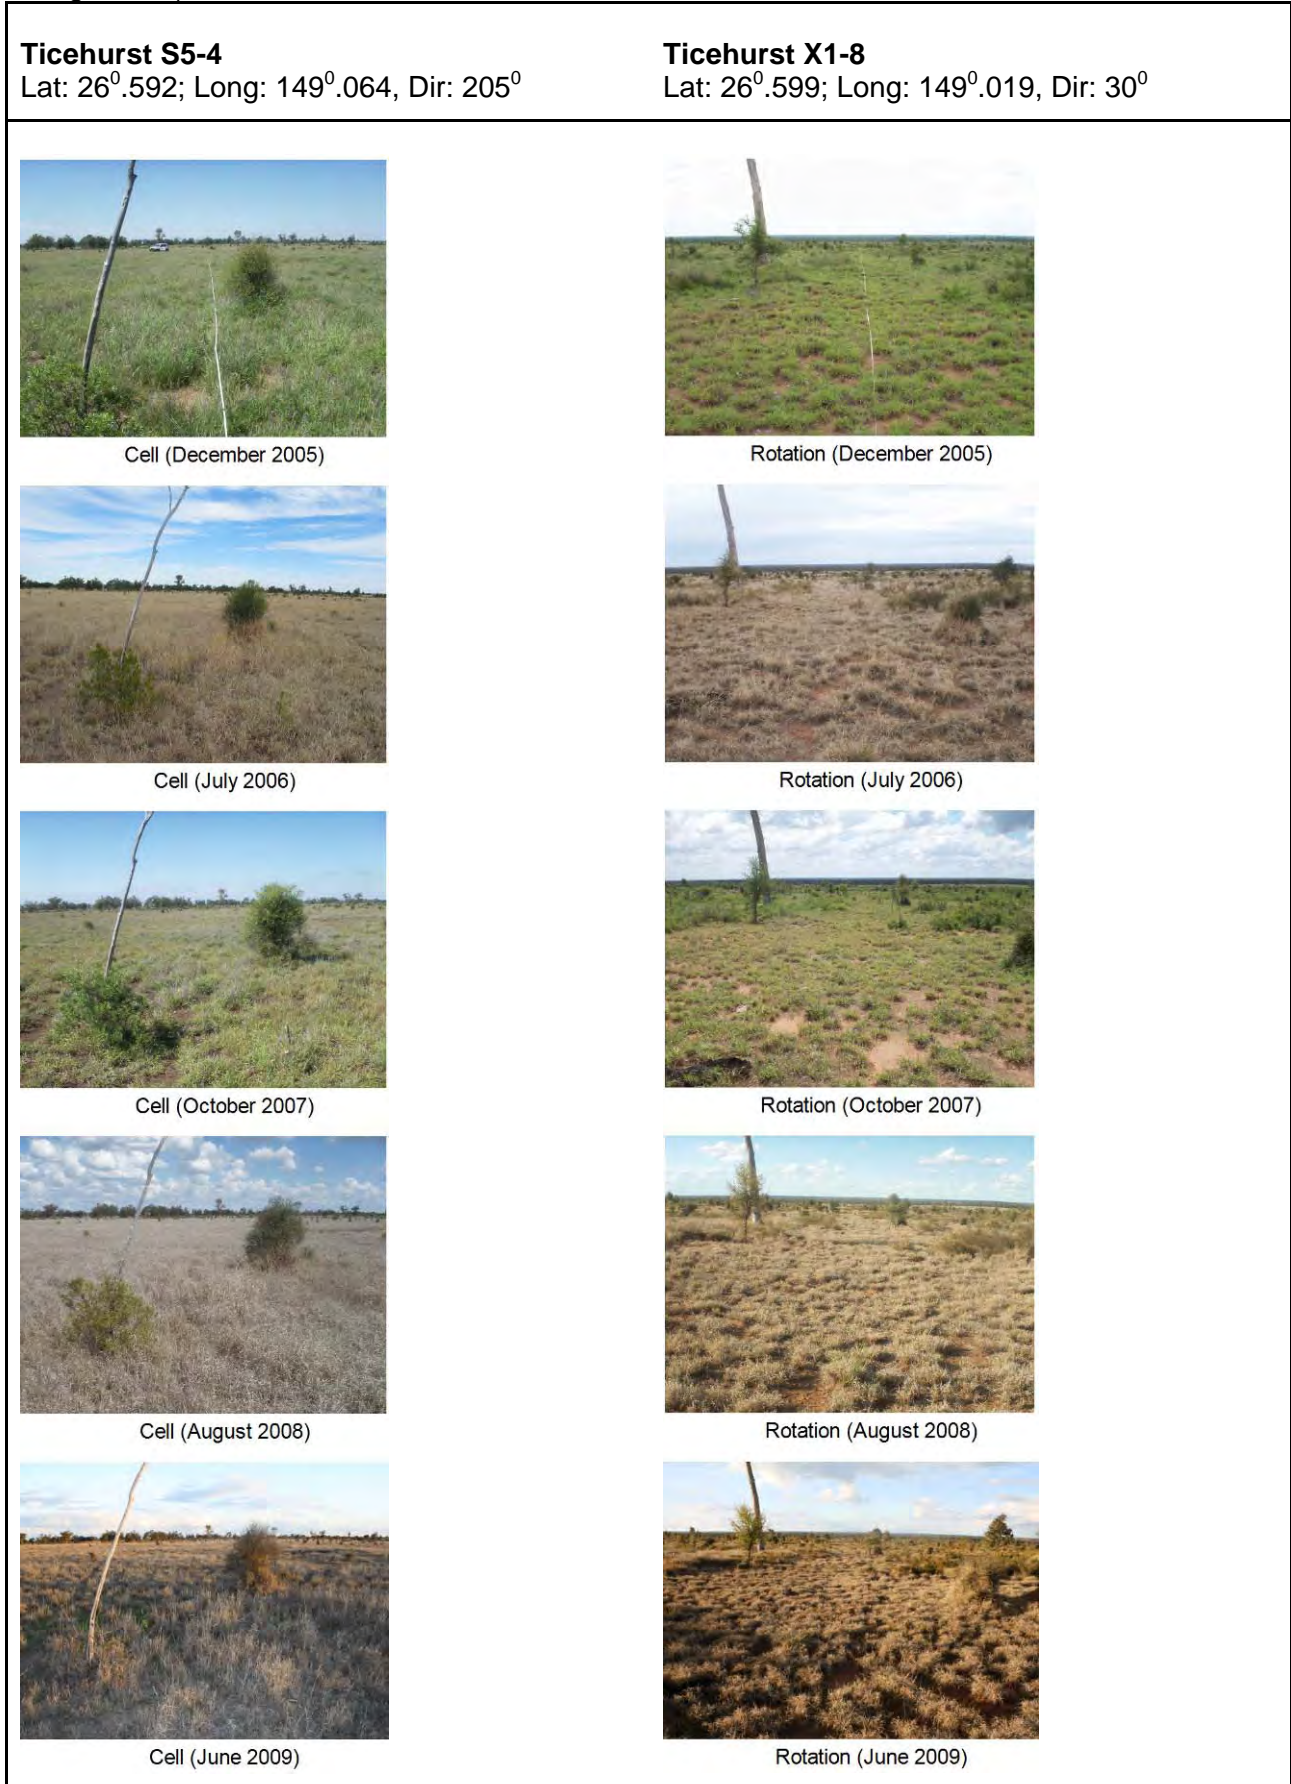 Ticehurst S5-4
Lat: 26⁰.592; Long: 149⁰.064, Dir: 205⁰
Ticehurst X1-8
Lat: 26⁰.599; Long: 149⁰.019, Dir: 30⁰
Cell (December 2005)
Rotation (December 2005)
Cell (July 2006)
Rotation (July 2006)
Cell (October 2007)
Rotation (October 2007)
Cell (August 2008)
Rotation (August 2008)
Cell (June 2009)
Rotation (June 2009)